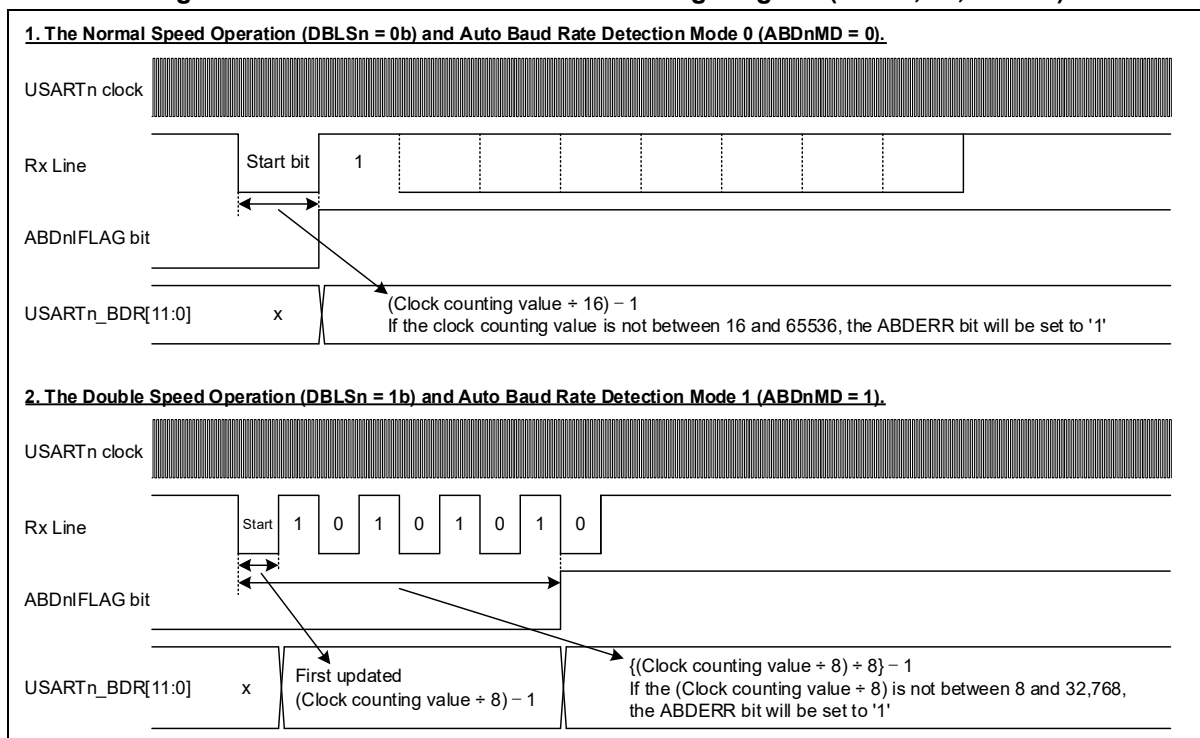 1. The Normal Speed Operation (DBLSn = 0b) and Auto Baud Rate Detection Mode 0 (ABDnMD = 0).
USARTn clock
Rx Line
Start bit
1
ABDnIFLAG bit
USARTn_BDR[11:0]
x
(Clock counting value ÷ 16) – 1
If the clock counting value is not between 16 and 65536, the ABDERR bit will be set to '1'
2. The Double Speed Operation (DBLSn = 1b) and Auto Baud Rate Detection Mode 1 (ABDnMD = 1).
USARTn clock
Rx Line
Start
1
0
1
0
1
0
1
0
ABDnIFLAG bit
USARTn_BDR[11:0]
x
First updated
(Clock counting value ÷ 8) – 1
{(Clock counting value ÷ 8) ÷ 8} – 1
If the (Clock counting value ÷ 8) is not between 8 and 32,768,
the ABDERR bit will be set to '1'